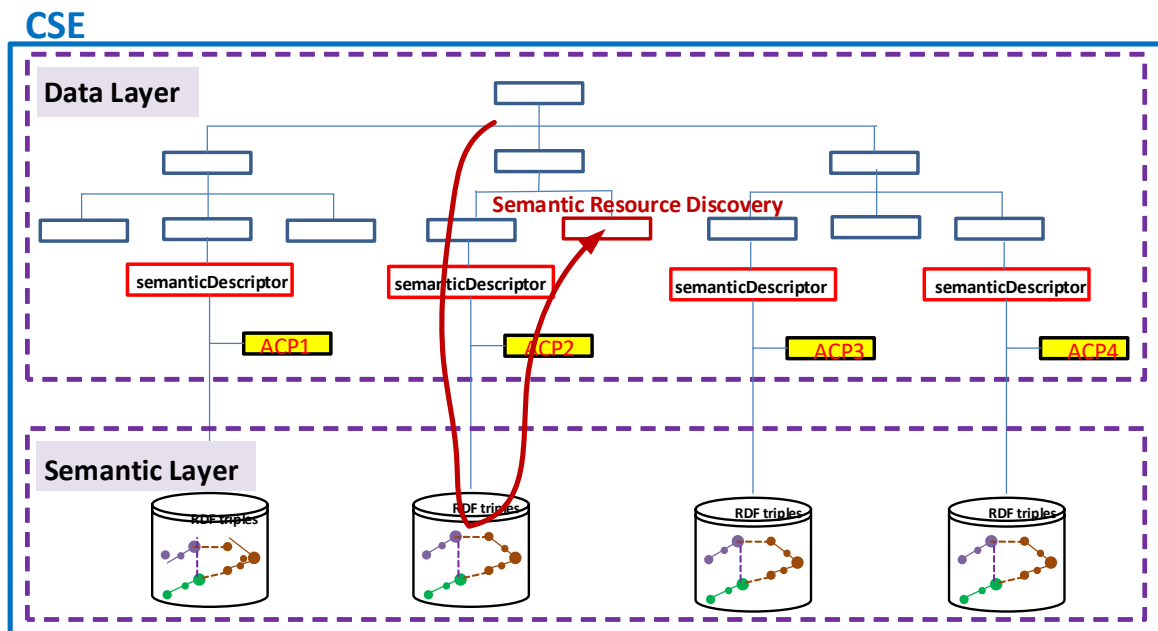 CSE
Data Layer
Semantic Resource Discovery
semanticDescriptor
semanticDescriptor
semanticDescriptor
semanticDescriptor
ACP1
ACP2
ACP3
ACP4
Semantic Layer
RDF triples
RDF triples
RDF triples
RDF triples